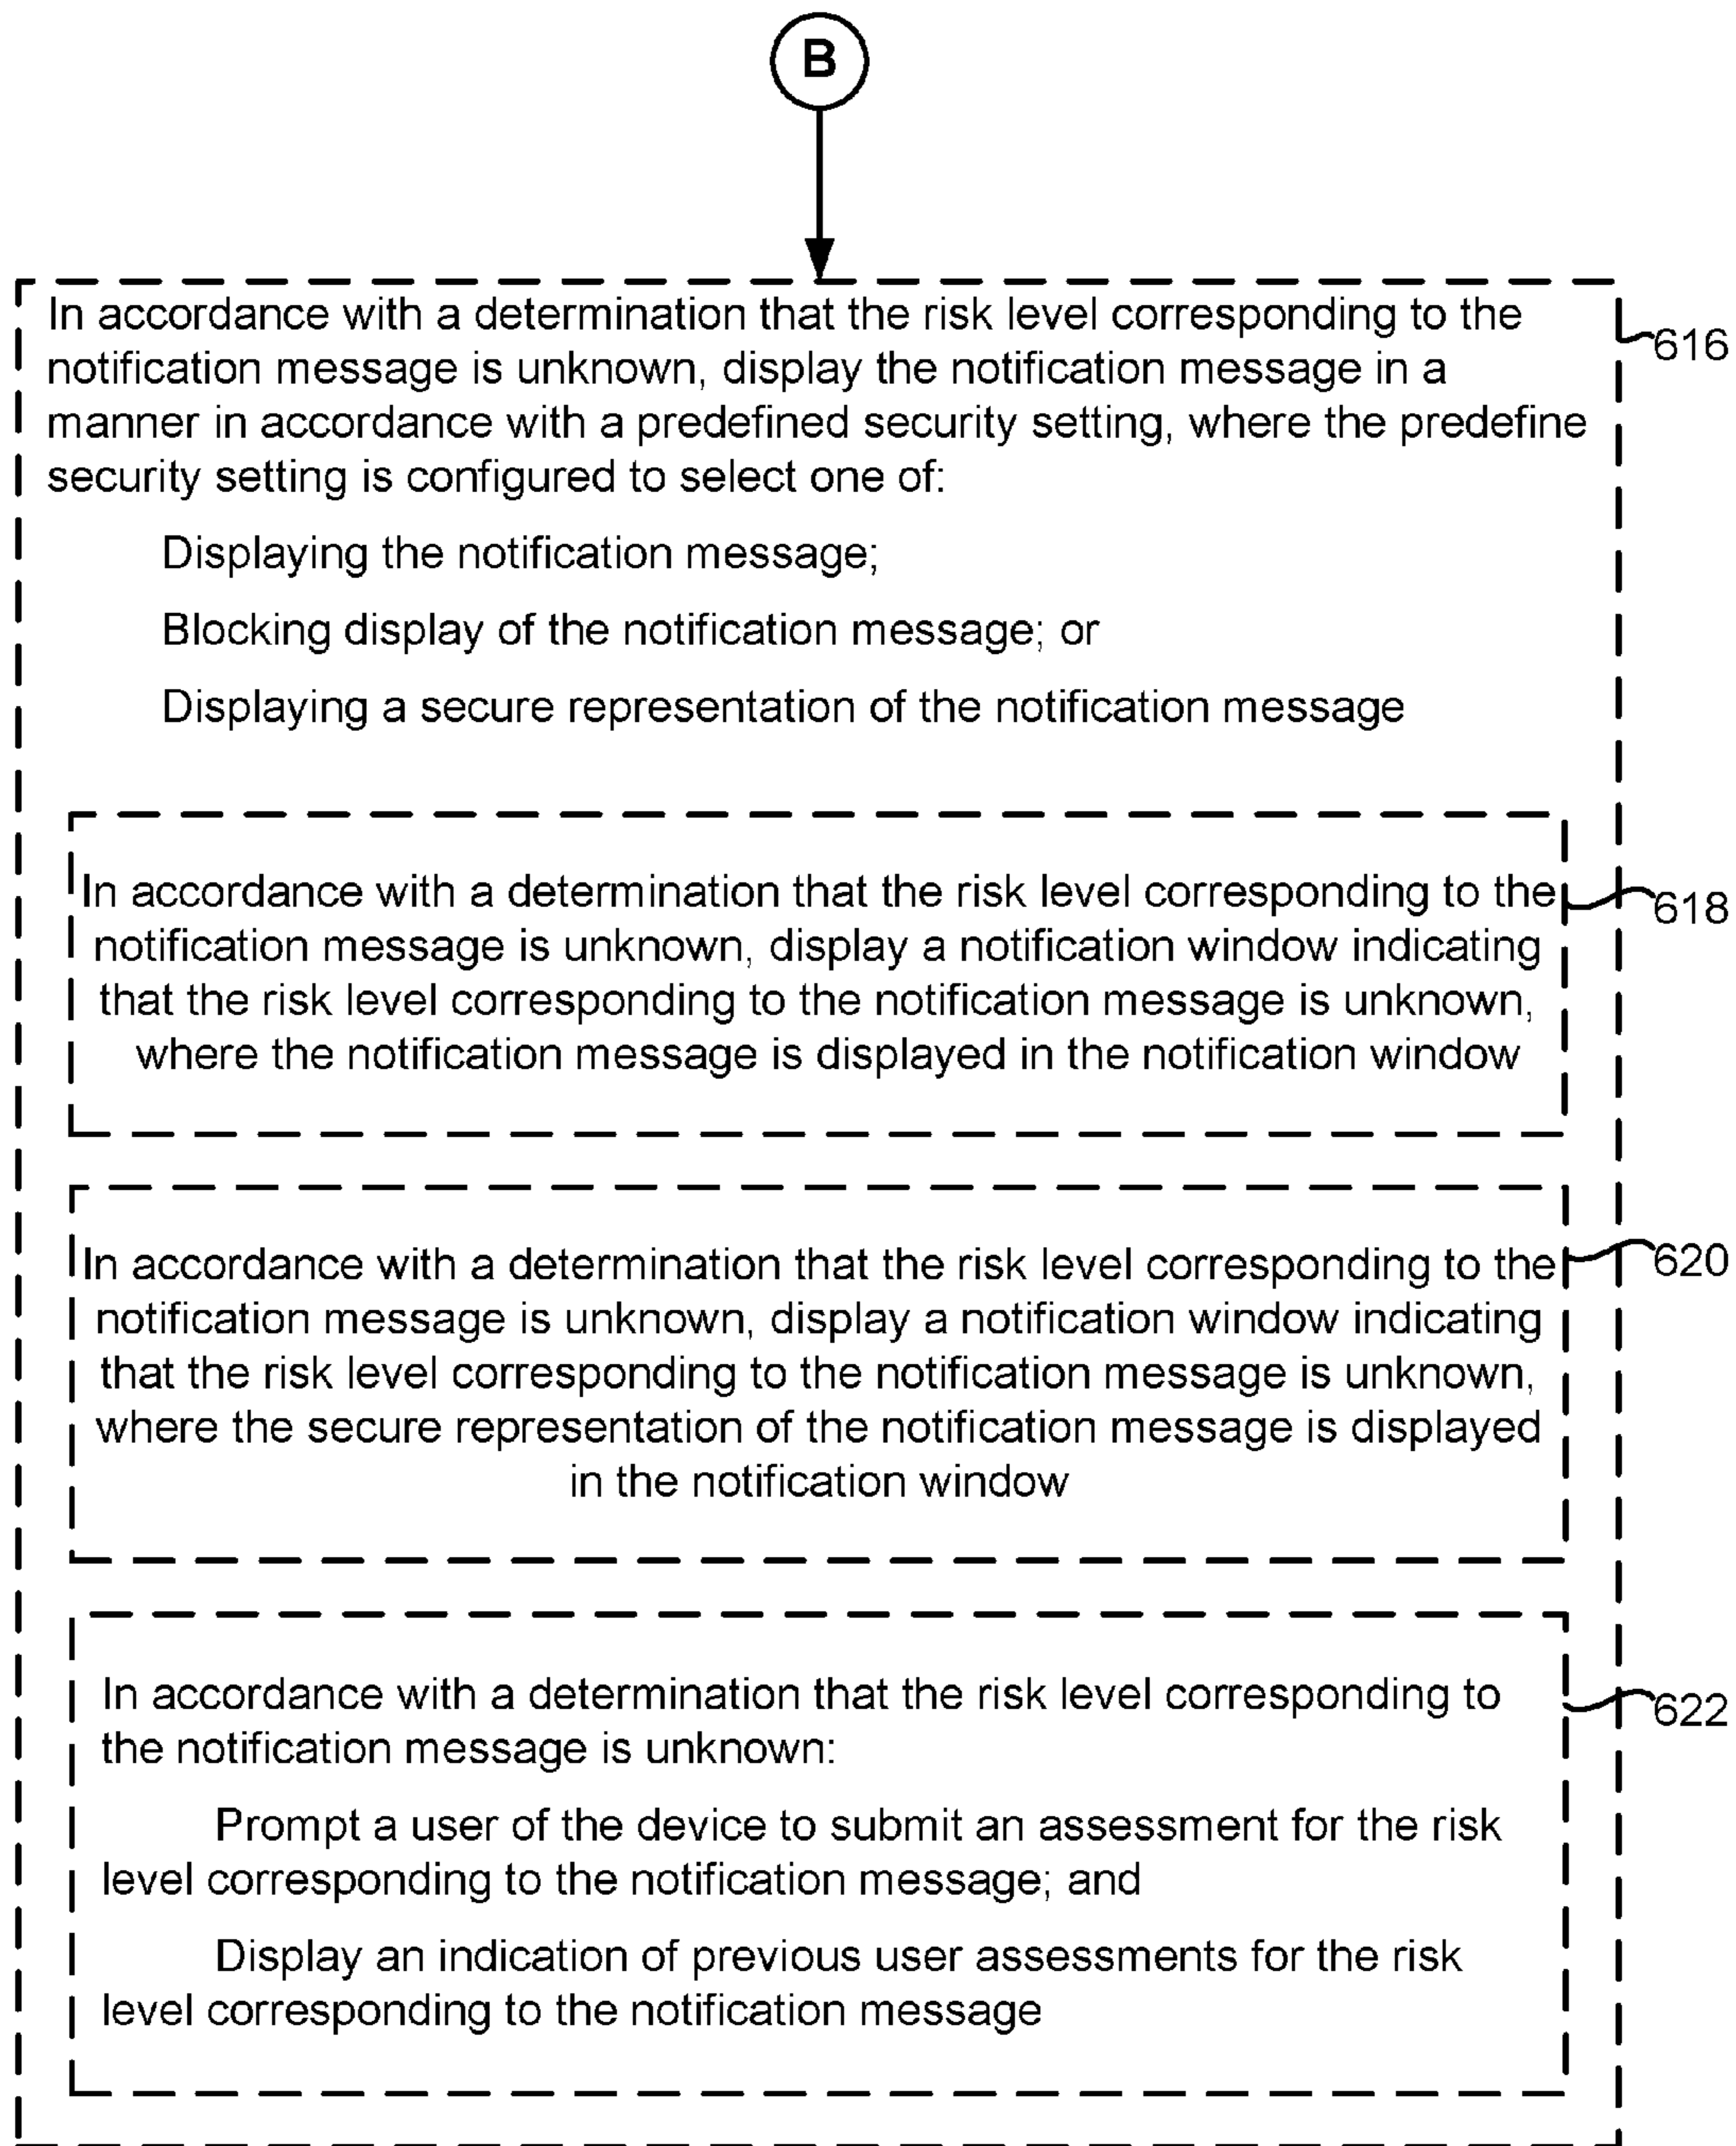 B
In accordance with a determination that the risk level corresponding to the
notification message is unknown, display the notification message in a
manner in accordance with a predefined security setting, where the predefine
security setting is configured to select one of:
Displaying the notification message;
Blocking display of the notification message; or
Displaying a secure representation of the notification message
616
In accordance with a determination that the risk level corresponding to the
notification message is unknown, display a notification window indicating
that the risk level corresponding to the notification message is unknown,
where the notification message is displayed in the notification window
618
In accordance with a determination that the risk level corresponding to the
notification message is unknown, display a notification window indicating
that the risk level corresponding to the notification message is unknown,
where the secure representation of the notification message is displayed
in the notification window
620
In accordance with a determination that the risk level corresponding to
the notification message is unknown:
Prompt a user of the device to submit an assessment for the risk
level corresponding to the notification message; and
Display an indication of previous user assessments for the risk
level corresponding to the notification message
622